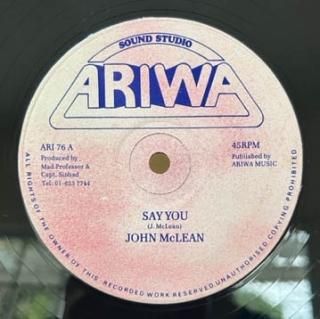 SOUND STUDIO
ARIWA
ARI 76 A
Produced by
Mad Professor &
Capt. Sinbad
Tel: 01-653 7744
45RPM
Published by
ARIWA MUSIC
SAY YOU
(J. McLean)
JOHN McLEAN
ALL RIGHTS OF THE OWNER OF THIS RECORDED WORK RESERVED UNAUTHORISED COPYING PROHIBITED